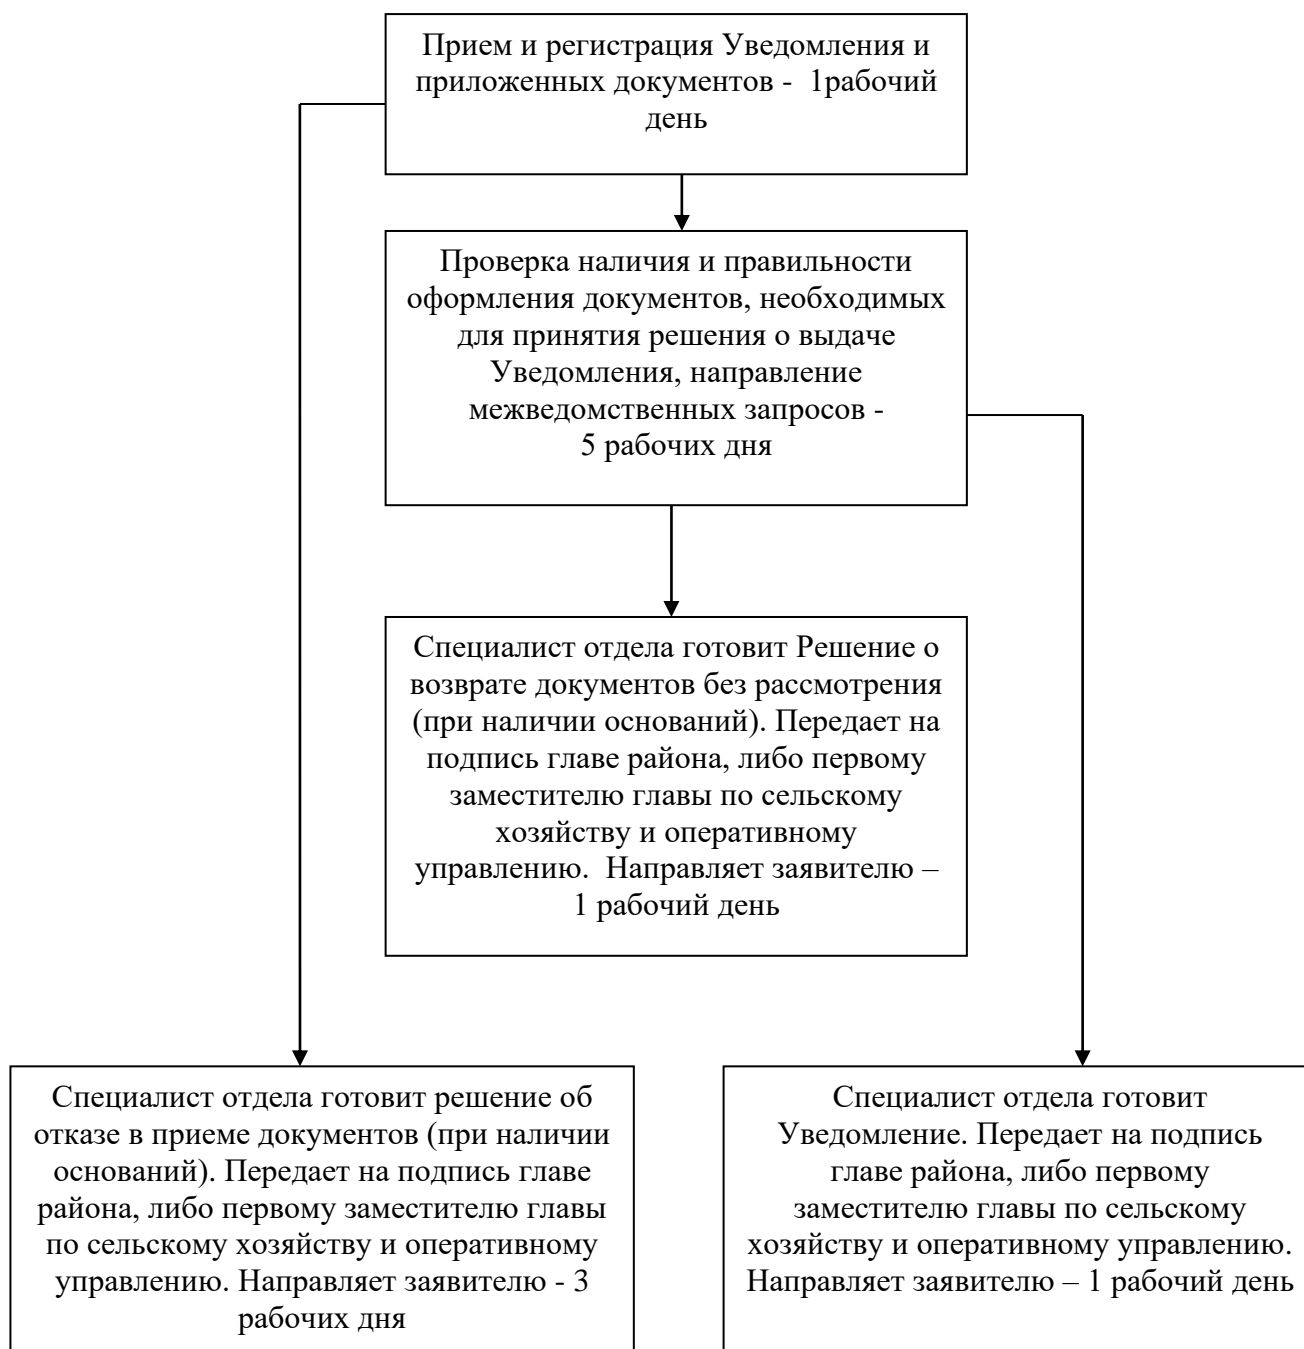 Прием и регистрация Уведомления и
приложенных документов -  1рабочий
день
Проверка наличия и правильности
оформления документов, необходимых
для принятия решения о выдаче
Уведомления, направление
межведомственных запросов -
5 рабочих дня
Специалист отдела готовит Решение о
возврате документов без рассмотрения
(при наличии оснований). Передает на
подпись главе района, либо первому
заместителю главы по сельскому
хозяйству и оперативному
управлению.  Направляет заявителю –
1 рабочий день
Специалист отдела готовит решение об
отказе в приеме документов (при наличии
оснований). Передает на подпись главе
района, либо первому заместителю главы
по сельскому хозяйству и оперативному
управлению. Направляет заявителю - 3
рабочих дня
Специалист отдела готовит
Уведомление. Передает на подпись
главе района, либо первому
заместителю главы по сельскому
хозяйству и оперативному управлению.
Направляет заявителю – 1 рабочий день